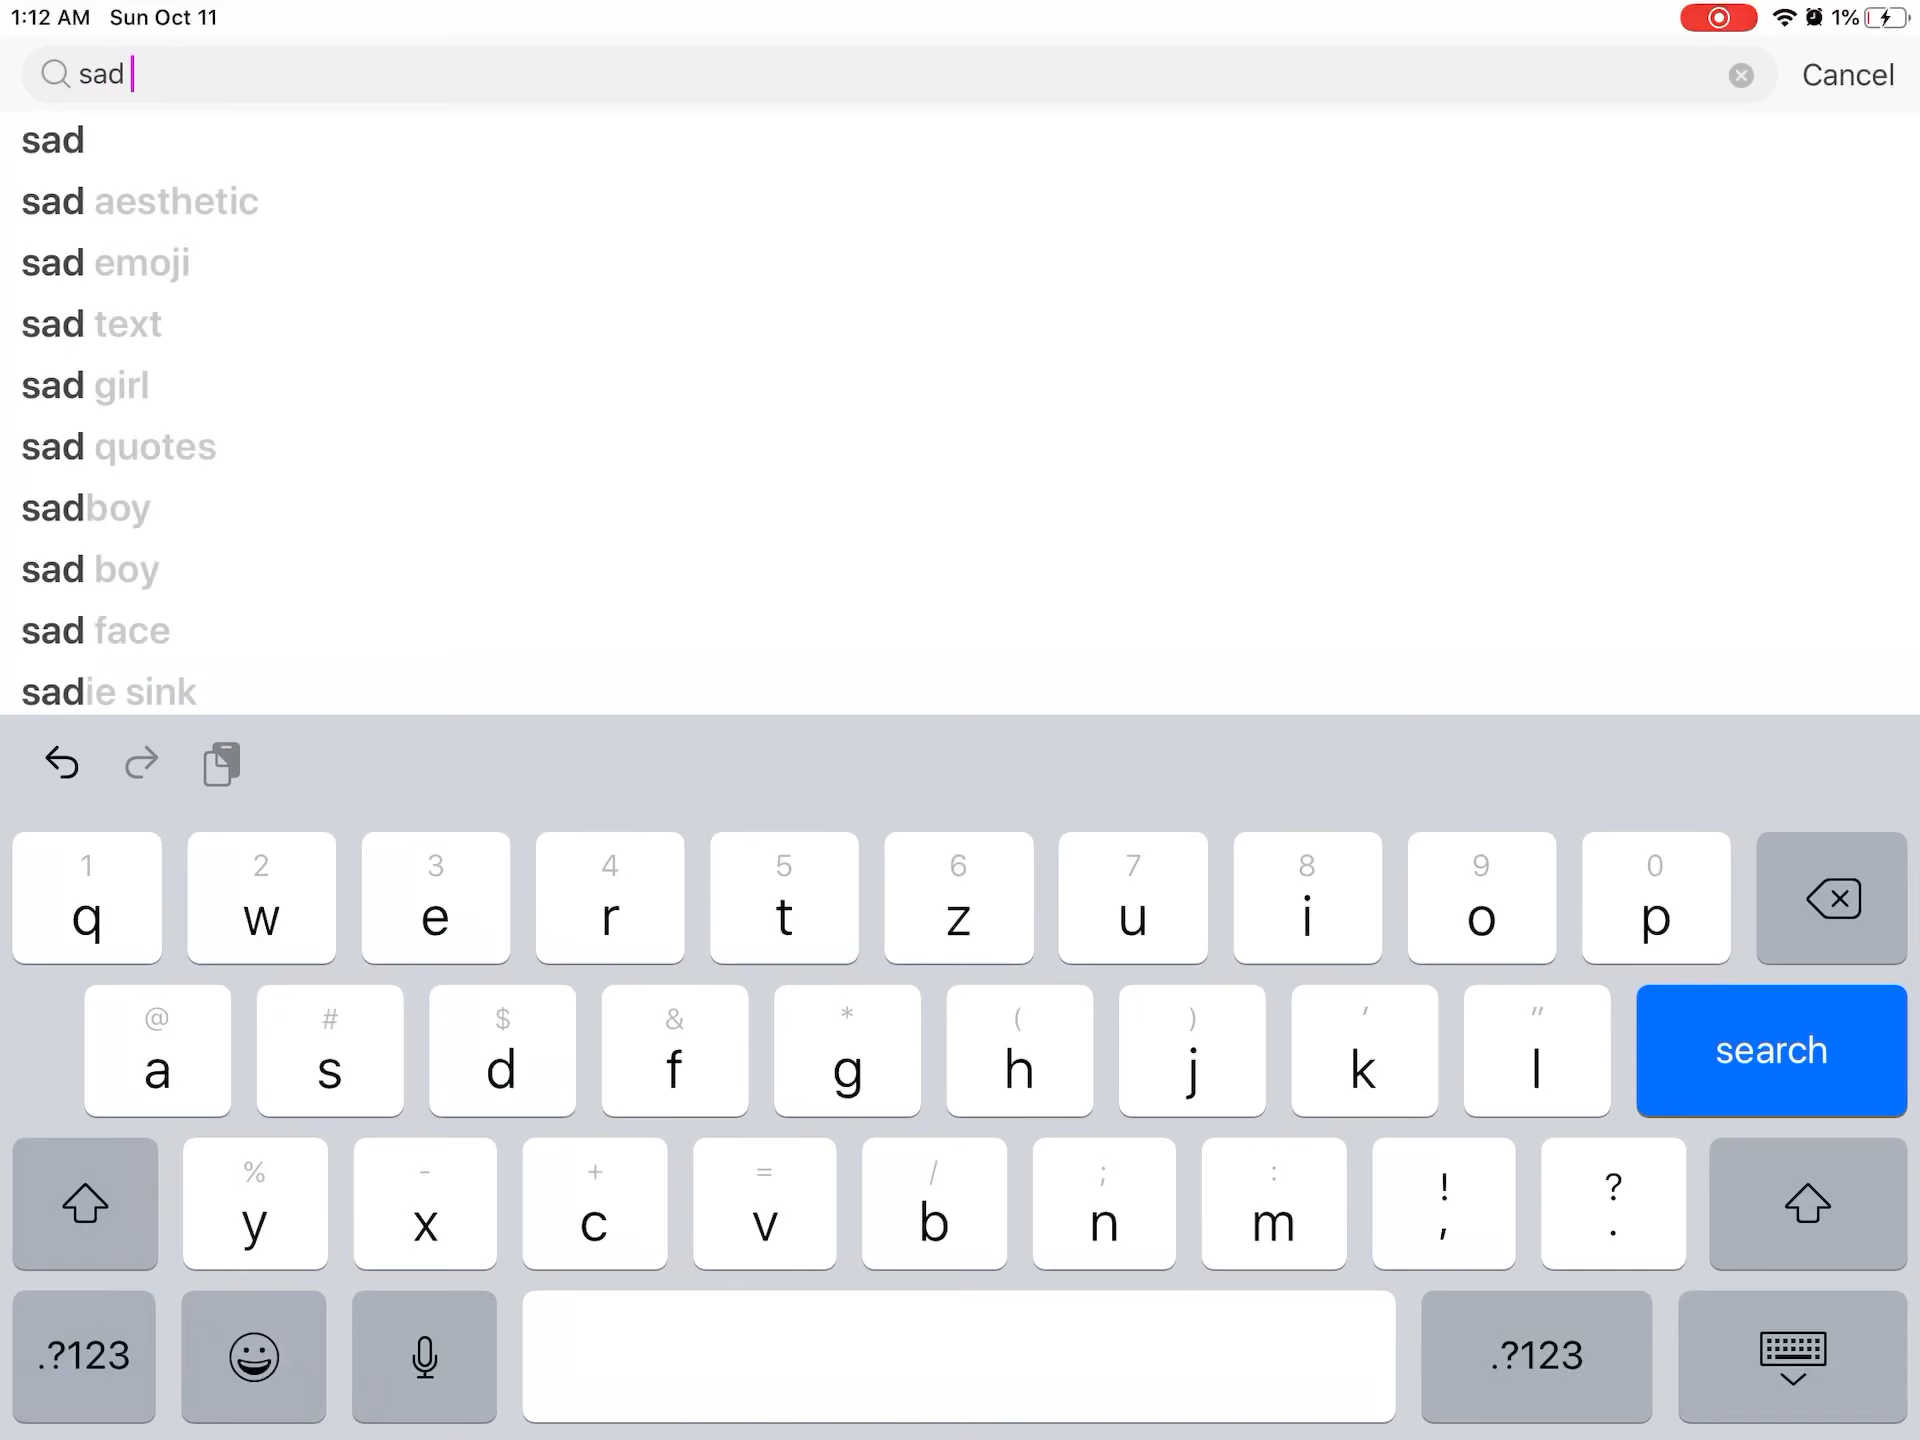 1:12 AM Sun Oct 11 1%
sad Cancel
sad
sad aesthetic
sad emoji
sad text
sad girl
sad quotes
sadboy
sad boy
sad face
sadie sink
1 2 3 4 5 6 7 8 9 0
q w e r t z u i o p
@ # $ & * ( ) ' "
a s d f g h j k l search
% - + = / ; : ! ?
y x c v b n m , .
.?123 .?123